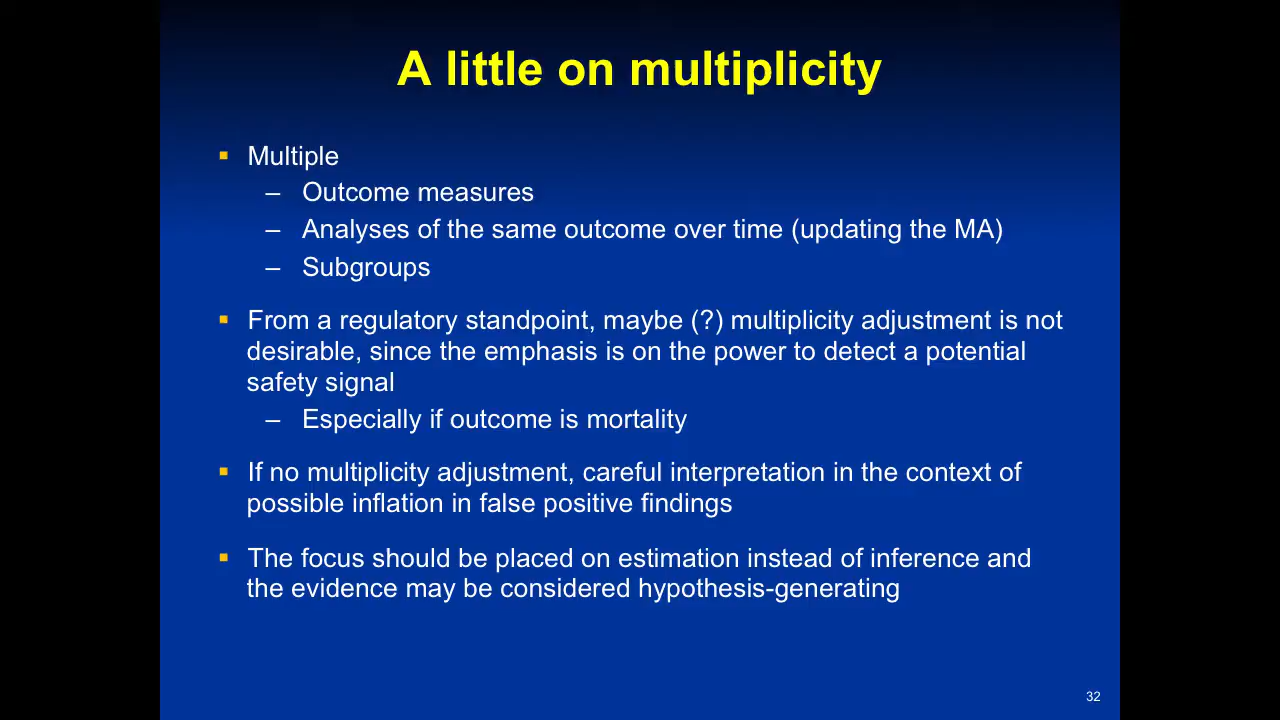 A little on multiplicity
▪ Multiple
– Outcome measures
– Analyses of the same outcome over time (updating the MA)
– Subgroups
▪ From a regulatory standpoint, maybe (?) multiplicity adjustment is not
desirable, since the emphasis is on the power to detect a potential
safety signal
– Especially if outcome is mortality
▪ If no multiplicity adjustment, careful interpretation in the context of
possible inflation in false positive findings
▪ The focus should be placed on estimation instead of inference and
the evidence may be considered hypothesis-generating
32